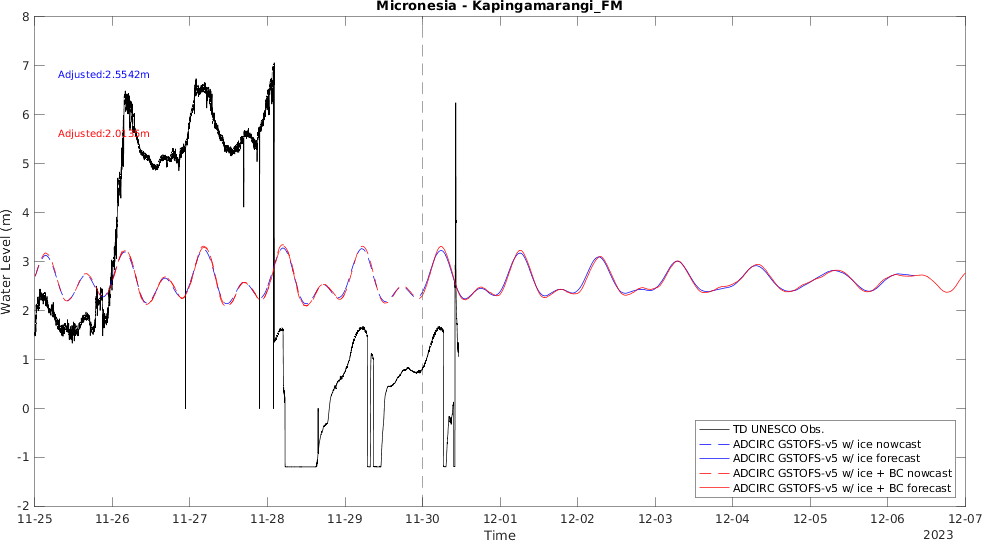 Micronesia - Kapingamarangi_FM
8
7
6
5
4
3
2
1
0
-1
-2
Water Level (m)
Adjusted:2.5542m
TD UNESCO Obs.
ADCIRC GSTOFS-v5 w/ ice nowcast
ADCIRC GSTOFS-v5 w/ ice forecast
ADCIRC GSTOFS-v5 w/ ice + BC nowcast
ADCIRC GSTOFS-v5 w/ ice + BC forecast
11-25 11-26 11-27 11-28 11-29 11-30 12-01 12-02 12-03 12-04 12-05 12-06 12-07
Time
2023